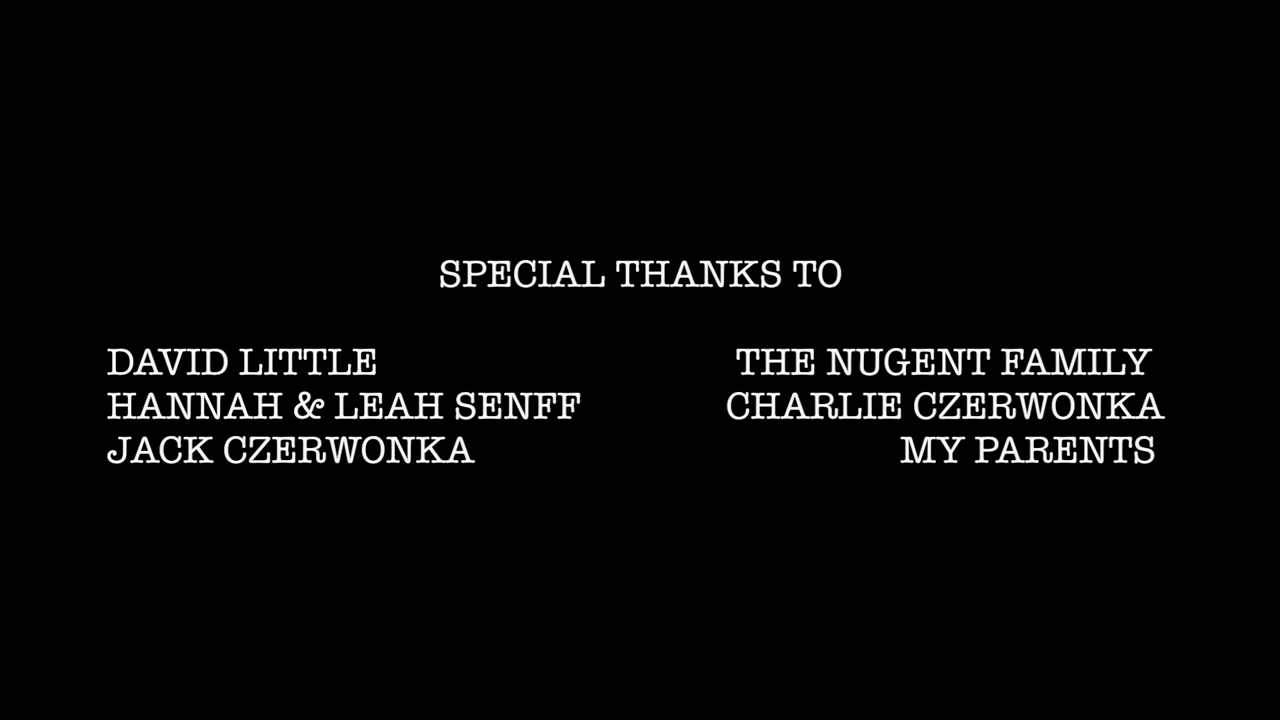 SPECIAL THANKS TO
DAVID LITTLE
HANNAH & LEAH SENFF
JACK CZERWONKA
THE NUGENT FAMILY
CHARLIE CZERWONKA
MY PARENTS